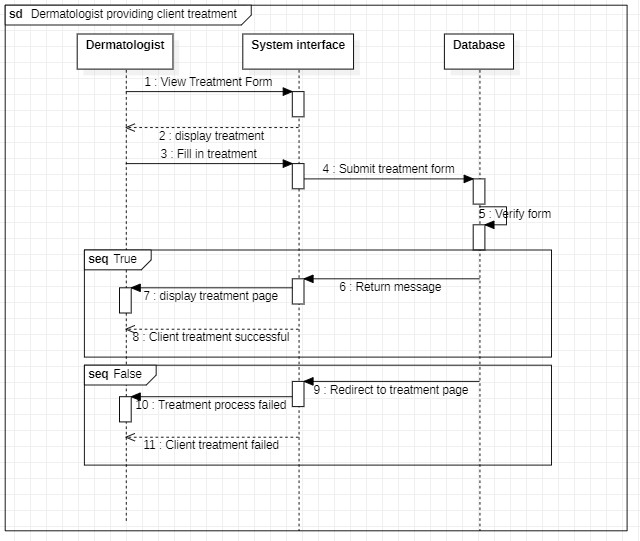 sd Dermatologist providing client treatment
Dermatologist
System interface
Database
1 : View Treatment Form
2 : display treatment
3 : Fill in treatment
4 : Submit treatment form
5 : Verify form
seq True
6 : Return message
7 : display treatment page
8 : Client treatment successful
seq False
9 : Redirect to treatment page
10 : Treatment process failed
11 : Client treatment failed